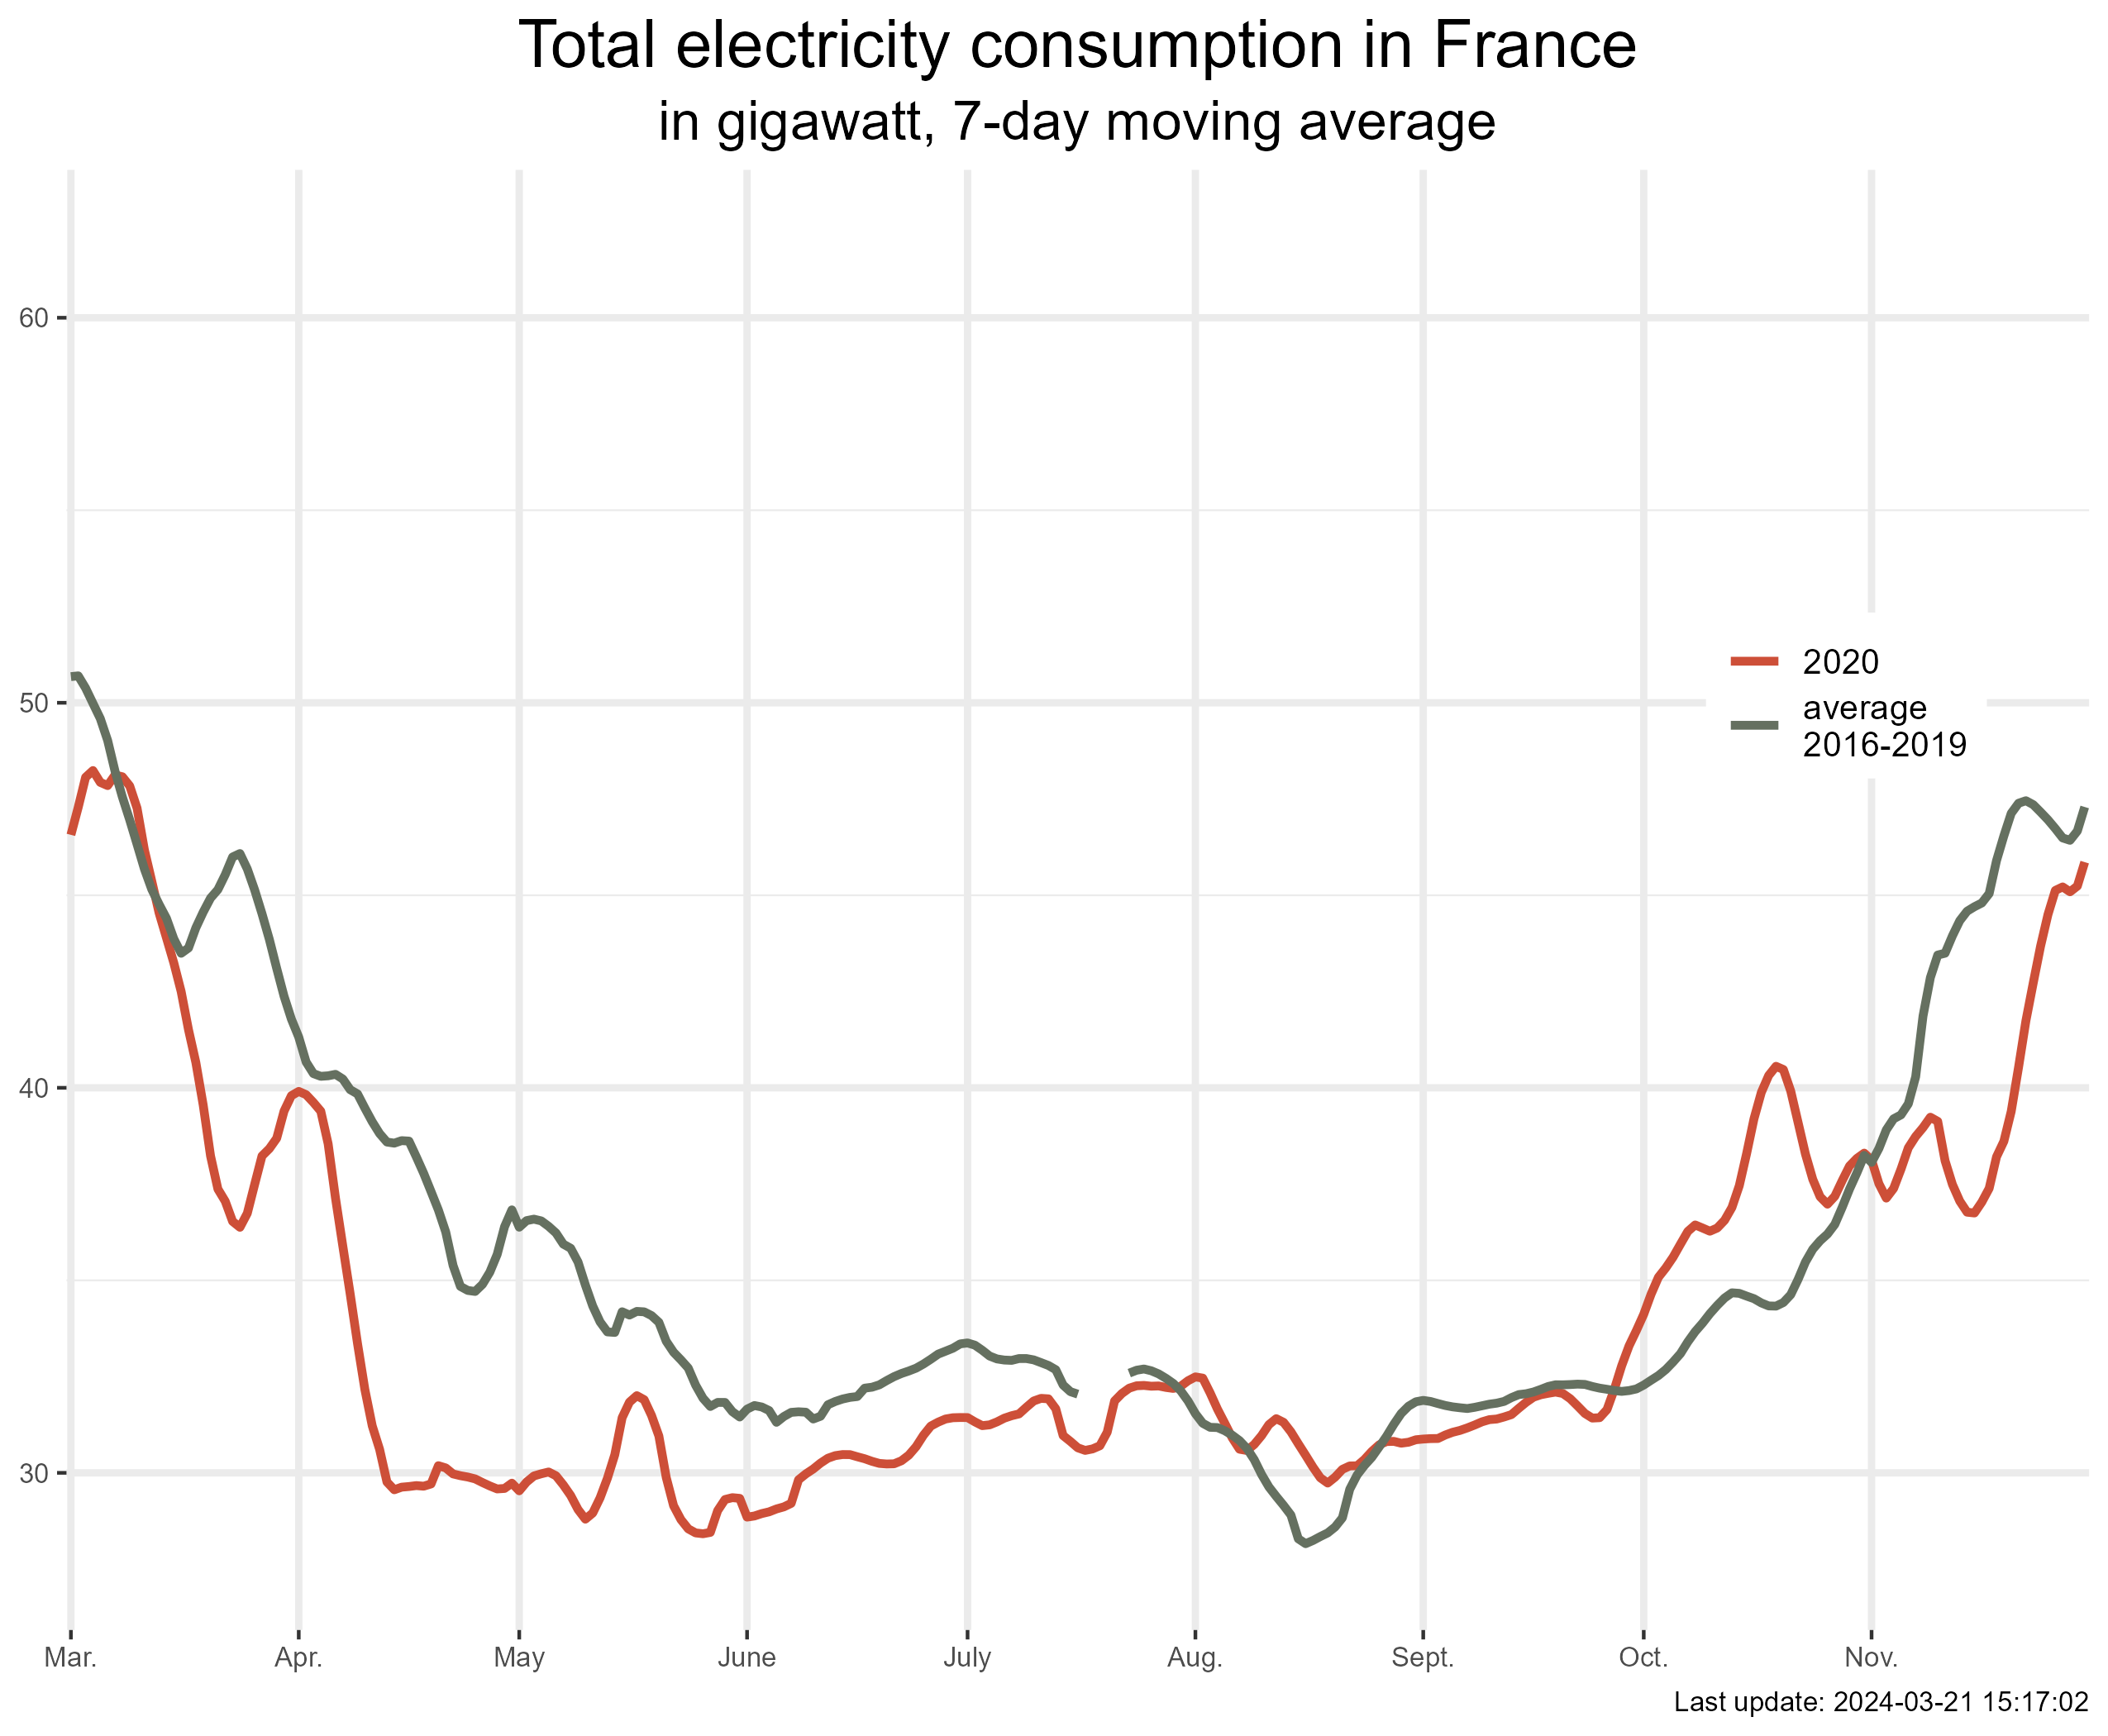 Total electricity consumption in France
in gigawatt, 7-day moving average
60
50
40
30
2020
average
2016-2019
Mar.
Apr.
May
June
July
Aug.
Sept.
Oct.
Nov.
Last update: 2024-03-21 15:17:02